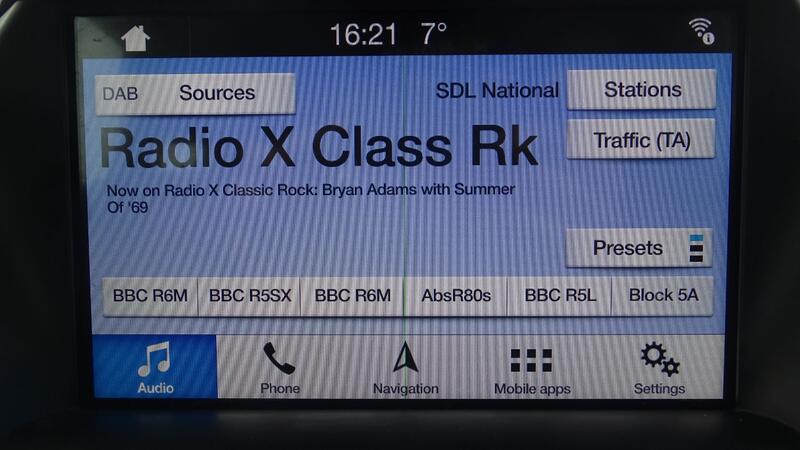 16:21 7°
DAB Sources
SDL National
Stations
Radio X Class Rk
Traffic (TA)
Now on Radio X Classic Rock: Bryan Adams with Summer
Of '69
Presets
BBC R6M BBC R5SX BBC R6M AbsR80s BBC R5L Block 5A
Audio Phone Navigation Mobile apps Settings